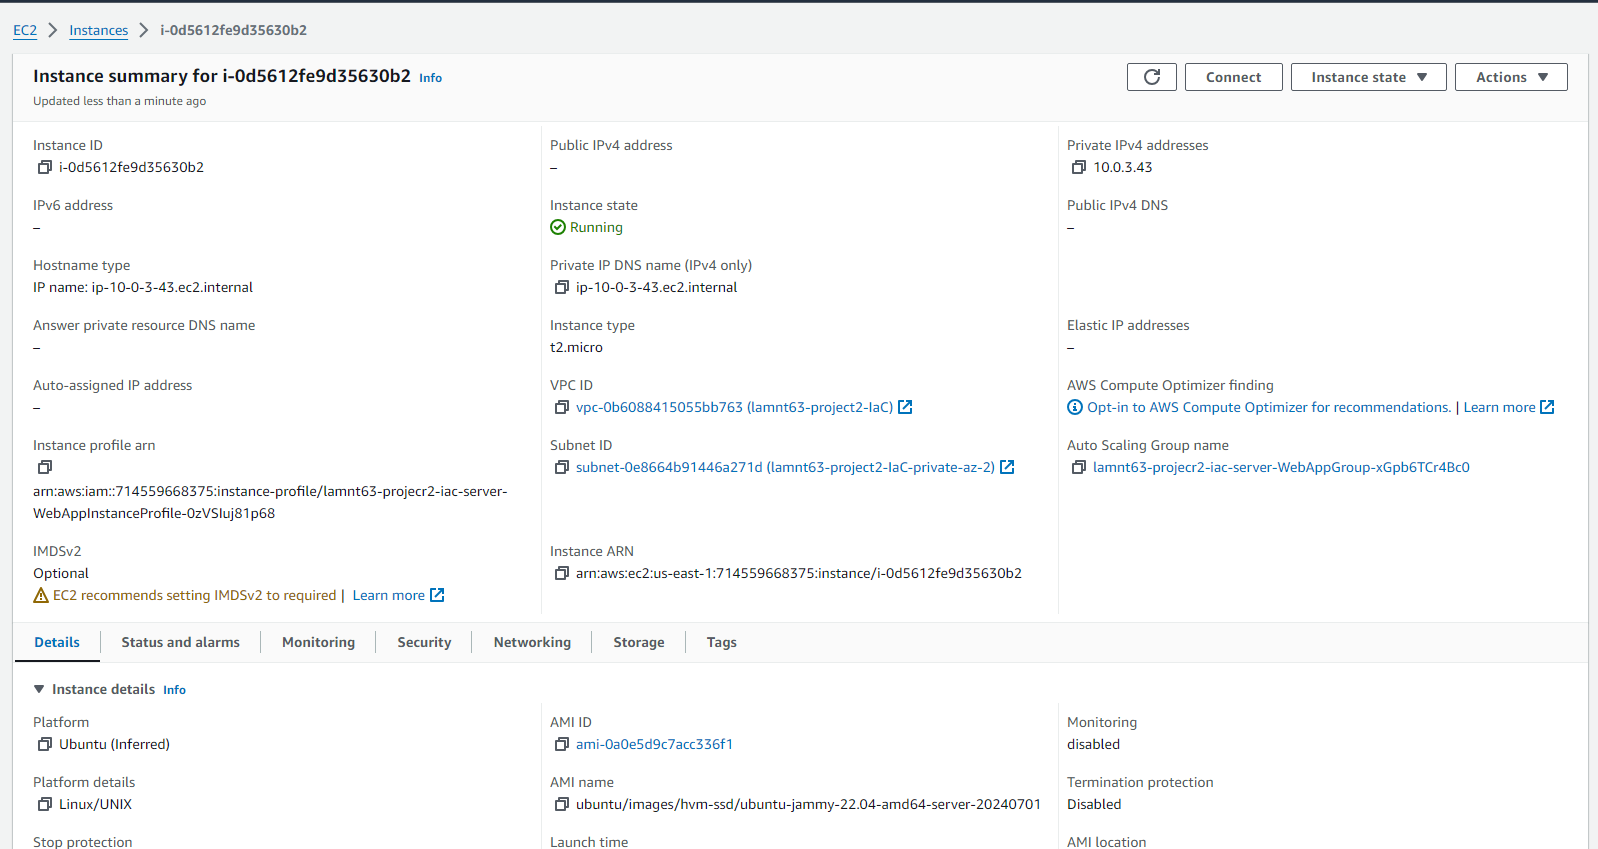 EC2 > Instances > i-0d5612fe9d35630b2
Instance summary for i-0d5612fe9d35630b2 Info
Updated less than a minute ago
Connect
Instance state
Actions
Instance ID
i-0d5612fe9d35630b2
Public IPv4 address
–
Private IPv4 addresses
10.0.3.43
IPv6 address
–
Instance state
Running
Public IPv4 DNS
–
Hostname type
IP name: ip-10-0-3-43.ec2.internal
Private IP DNS name (IPv4 only)
ip-10-0-3-43.ec2.internal
Answer private resource DNS name
–
Instance type
t2.micro
Elastic IP addresses
–
Auto-assigned IP address
–
VPC ID
vpc-0b6088415055bb763 (lamnt63-project2-IaC)
AWS Compute Optimizer finding
Opt-in to AWS Compute Optimizer for recommendations. | Learn more
Instance profile arn
arn:aws:iam::714559668375:instance-profile/lamnt63-projecr2-iac-server-
WebAppInstanceProfile-0zVSIuj81p68
Subnet ID
subnet-0e8664b91446a271d (lamnt63-project2-IaC-private-az-2)
Auto Scaling Group name
lamnt63-projecr2-iac-server-WebAppGroup-xGpb6TCr4Bc0
IMDSv2
Optional
EC2 recommends setting IMDSv2 to required | Learn more
Instance ARN
arn:aws:ec2:us-east-1:714559668375:instance/i-0d5612fe9d35630b2
Details
Status and alarms
Monitoring
Security
Networking
Storage
Tags
Instance details Info
Platform
Ubuntu (Inferred)
AMI ID
ami-0a0e5d9c7acc336f1
Monitoring
disabled
Platform details
Linux/UNIX
AMI name
ubuntu/images/hvm-ssd/ubuntu-jammy-22.04-amd64-server-20240701
Termination protection
Disabled
Stop protection
Launch time
AMI location